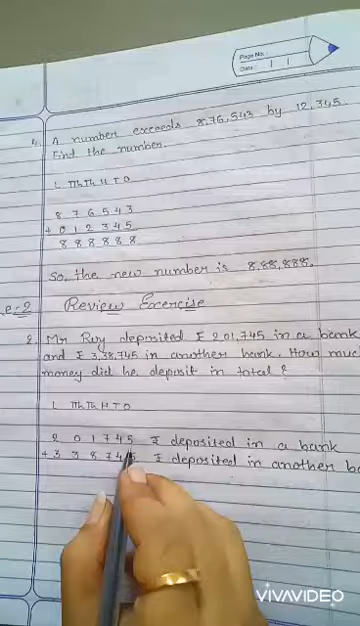 Page No.
Date
4. A number exceeds 8,76,543 by 12,345.
Find the number.
L TTh Th H T O
8 7 6 5 4 3
+ 0 1 2 3 4 5
8 8 8 8 8 8
So, the new number is 8,88,888.
Review Exercise
2. Mr Roy deposited ₹ 2,01,745 in a bank
and ₹ 3,38,745 in another bank. How much
money did he deposit in total?
L TTh Th H T O
2 0 1 7 4 5 ₹ deposited in a bank
+ 3 3 8 7 4 5 ₹ deposited in another
VIVAVIDEO